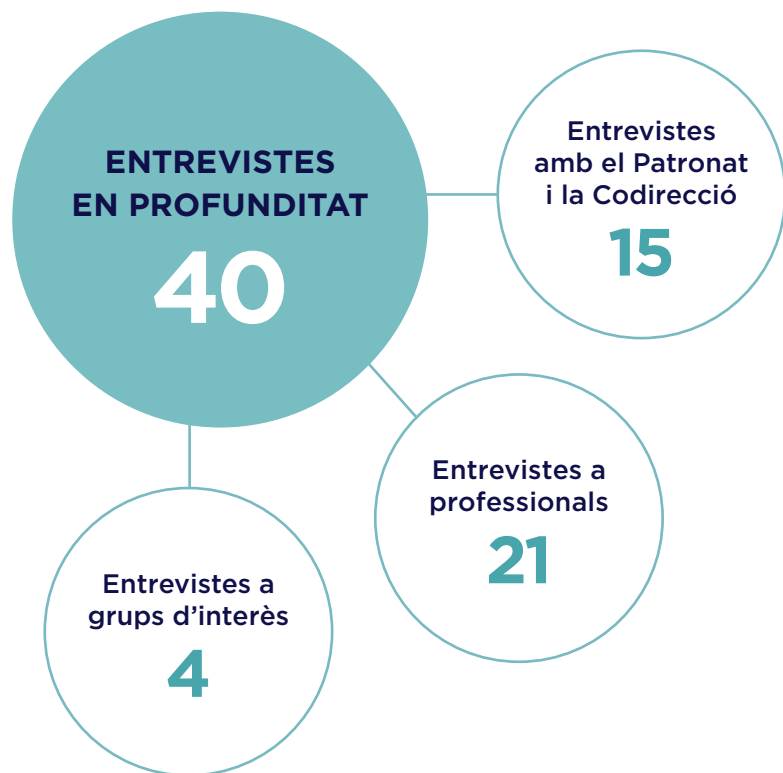 ENTREVISTES
EN PROFUNDITAT
40
Entrevistes
amb el Patronat
i la Codirecció
15
Entrevistes a
professionals
21
Entrevistes a
grups d’interès
4